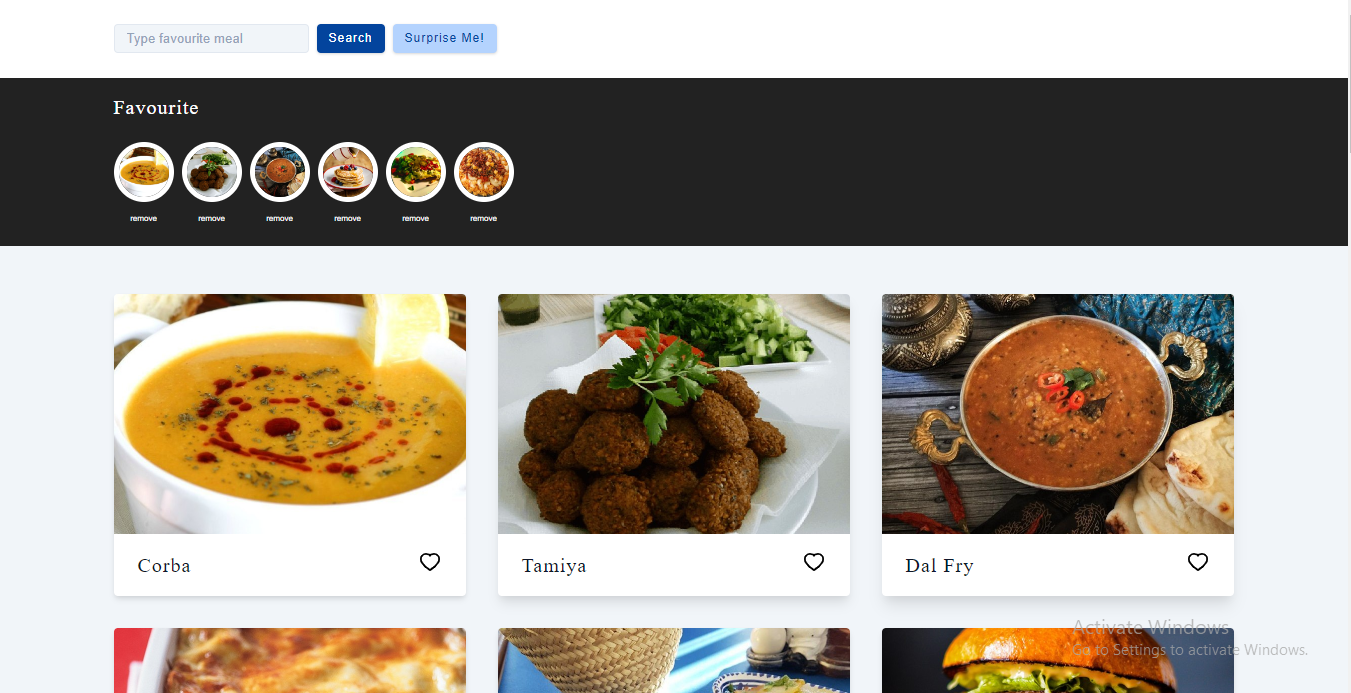 Type favourite meal
Search
Surprise Me!
Favourite
remove remove remove remove remove remove
Corba
Tamiya
Dal Fry
Activate Windows
Go to Settings to activate Windows.